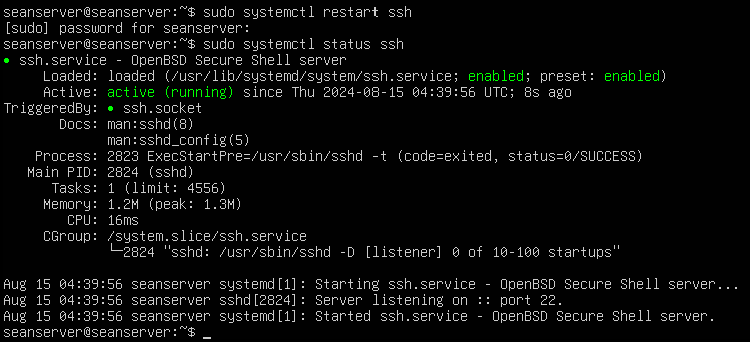 seanserver@seanserver:~$ sudo systemctl restart ssh
[sudo] password for seanserver:
seanserver@seanserver:~$ sudo systemctl status ssh
● ssh.service - OpenBSD Secure Shell server
     Loaded: loaded (/usr/lib/systemd/system/ssh.service; enabled; preset: enabled)
     Active: active (running) since Thu 2024-08-15 04:39:56 UTC; 8s ago
TriggeredBy: ● ssh.socket
       Docs: man:sshd(8)
             man:sshd_config(5)
    Process: 2823 ExecStartPre=/usr/sbin/sshd -t (code=exited, status=0/SUCCESS)
   Main PID: 2824 (sshd)
      Tasks: 1 (limit: 4556)
     Memory: 1.2M (peak: 1.3M)
        CPU: 16ms
     CGroup: /system.slice/ssh.service
             └─2824 "sshd: /usr/sbin/sshd -D [listener] 0 of 10-100 startups"

Aug 15 04:39:56 seanserver systemd[1]: Starting ssh.service - OpenBSD Secure Shell server...
Aug 15 04:39:56 seanserver sshd[2824]: Server listening on :: port 22.
Aug 15 04:39:56 seanserver systemd[1]: Started ssh.service - OpenBSD Secure Shell server.
seanserver@seanserver:~$ _